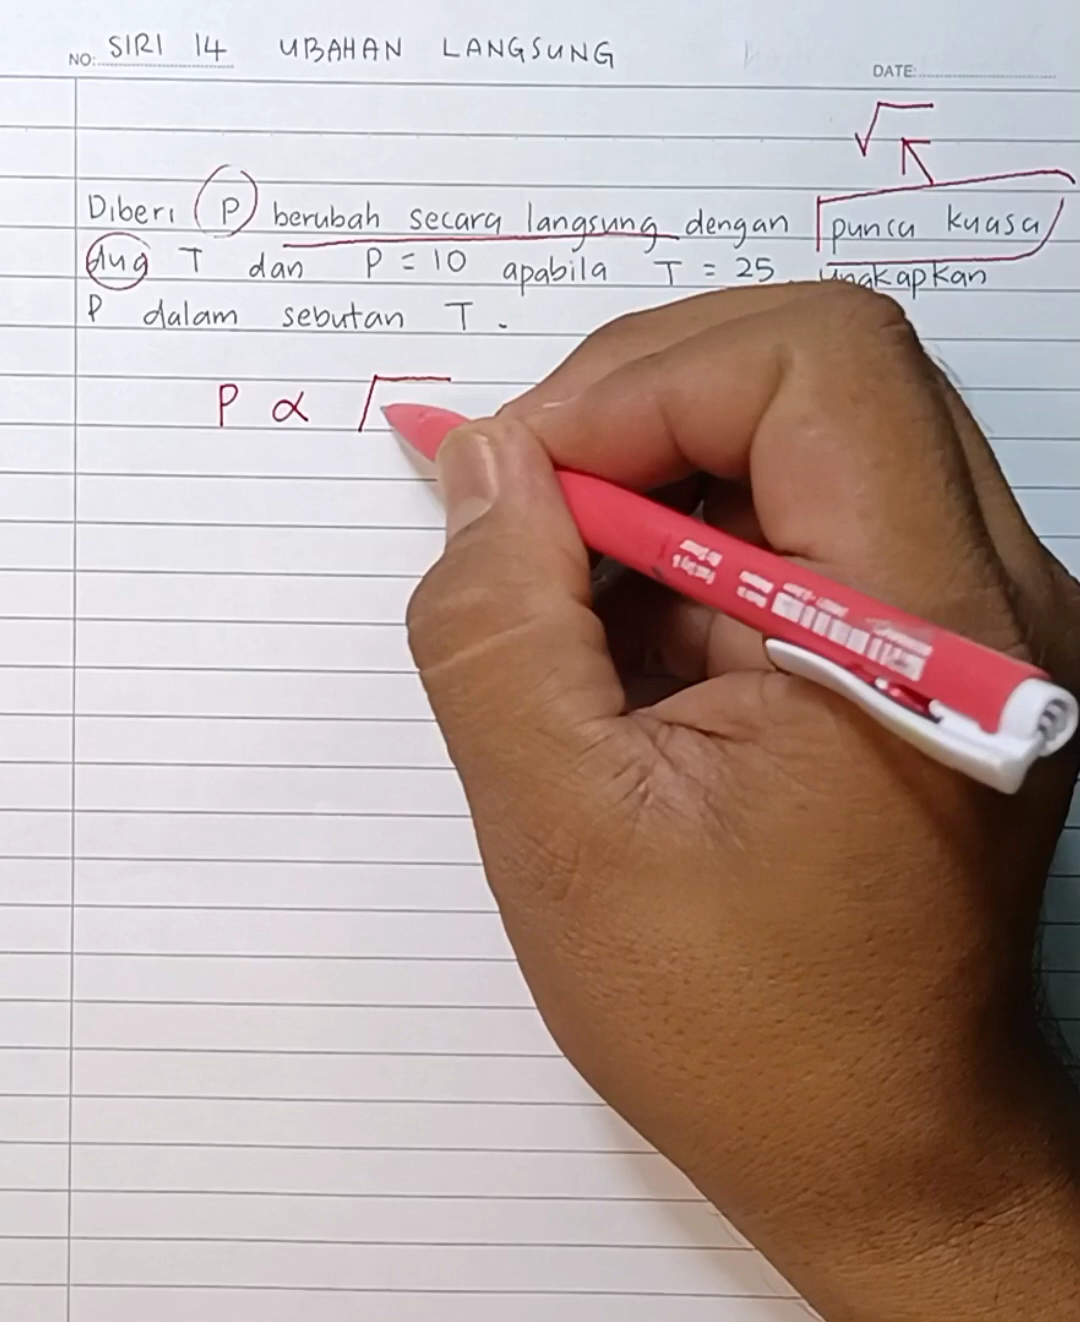 NO: SIRI 14 UBAHAN LANGSUNG
DATE:
√
Diberi P berubah secara langsung dengan punca kuasa
dua T dan P = 10 apabila T = 25. Ungkapkan
P dalam sebutan T.
P ∝ √